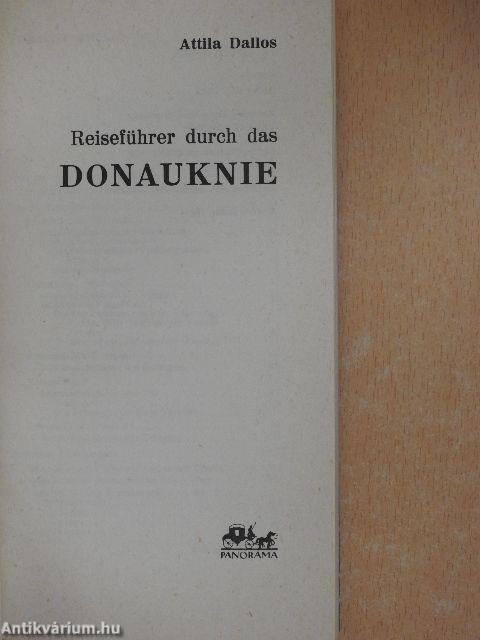 Attila Dallos
Reiseführer durch das
DONAUKNIE
PANORAMA
Antikvárium.hu